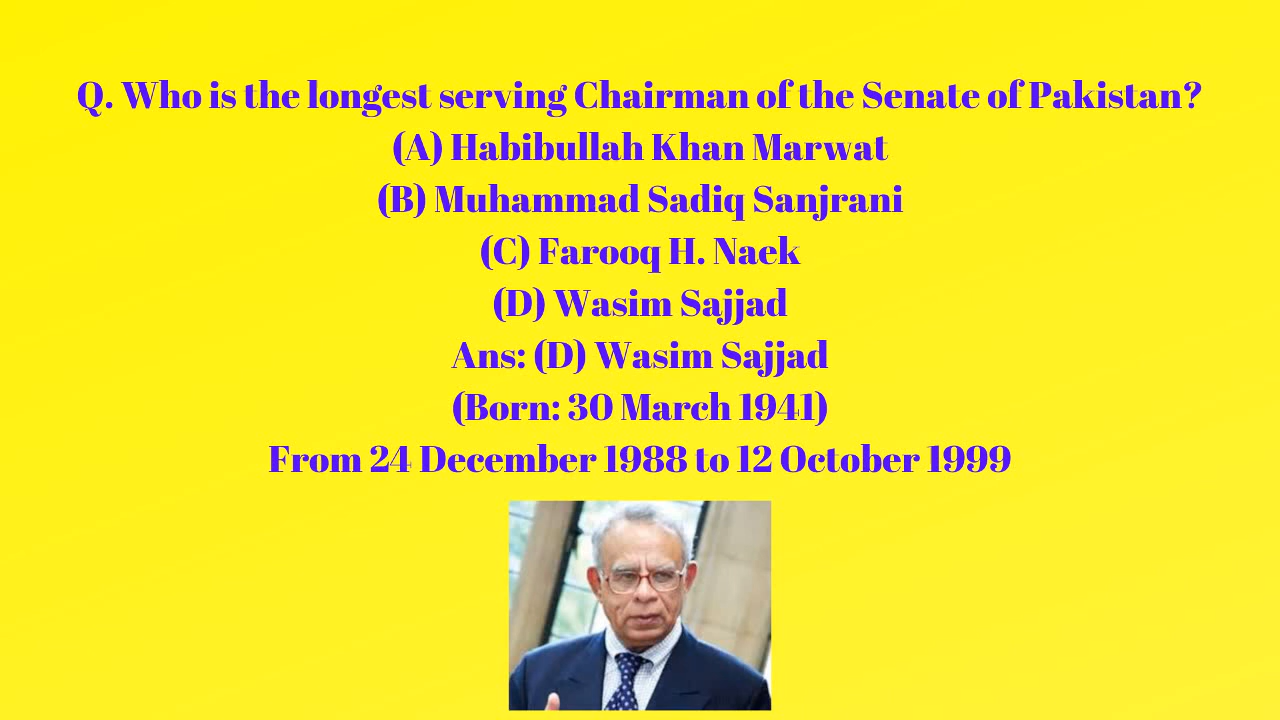 Q. Who is the longest serving Chairman of the Senate of Pakistan?
(A) Habibullah Khan Marwat
(B) Muhammad Sadiq Sanjrani
(C) Farooq H. Naek
(D) Wasim Sajjad
Ans: (D) Wasim Sajjad
(Born: 30 March 1941)
From 24 December 1988 to 12 October 1999